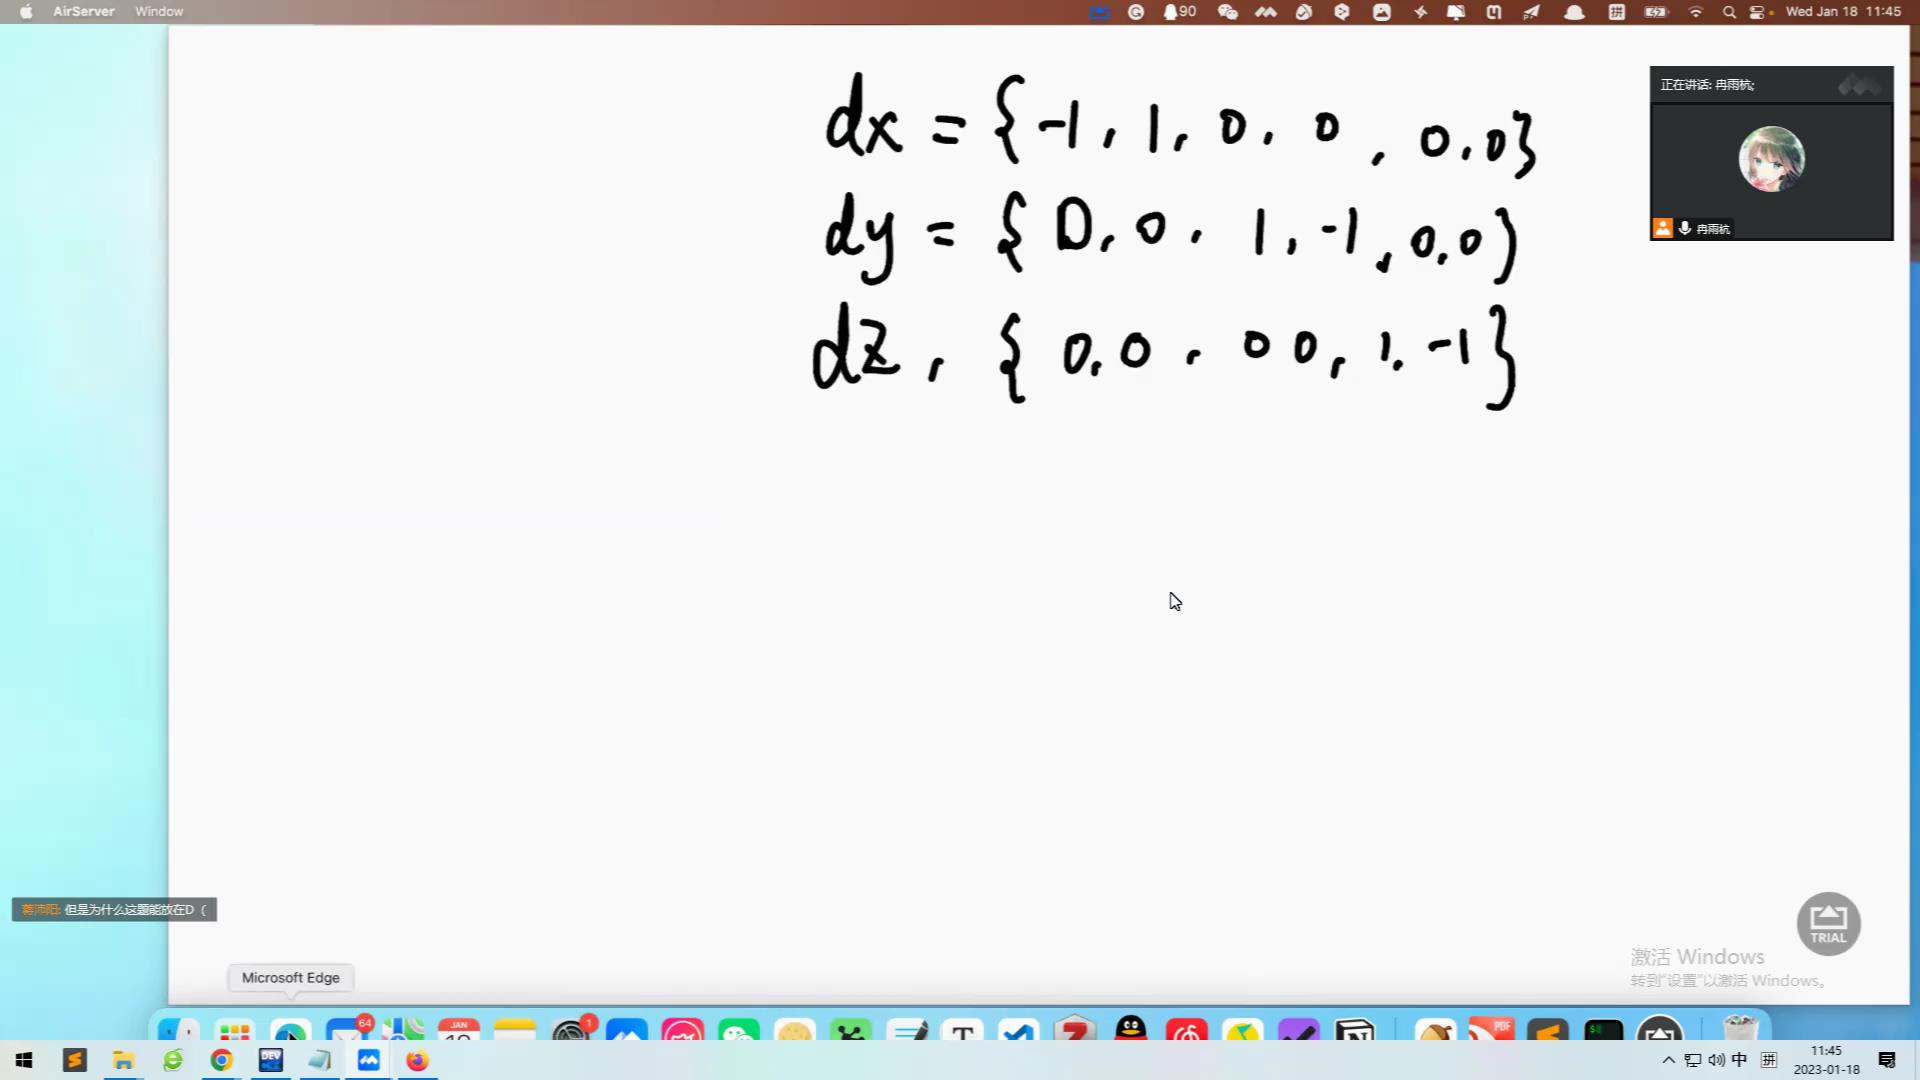 AirServer Window 90 Wed Jan 18 11:45
dx = {-1, 1, 0, 0, 0, 0}
正在讲话: 冉雨杭;
冉雨杭
dy = { 0, 0, 1, -1, 0, 0}
dz, { 0, 0, 0 0, 1, -1 }
蒋沛阳: 但是为什么这题能放在D（
TRIAL
激活 Windows
转到“设置”以激活 Windows。
Microsoft Edge
64
JAN
1
PDF
DEV
中 拼
11:45
2023-01-18